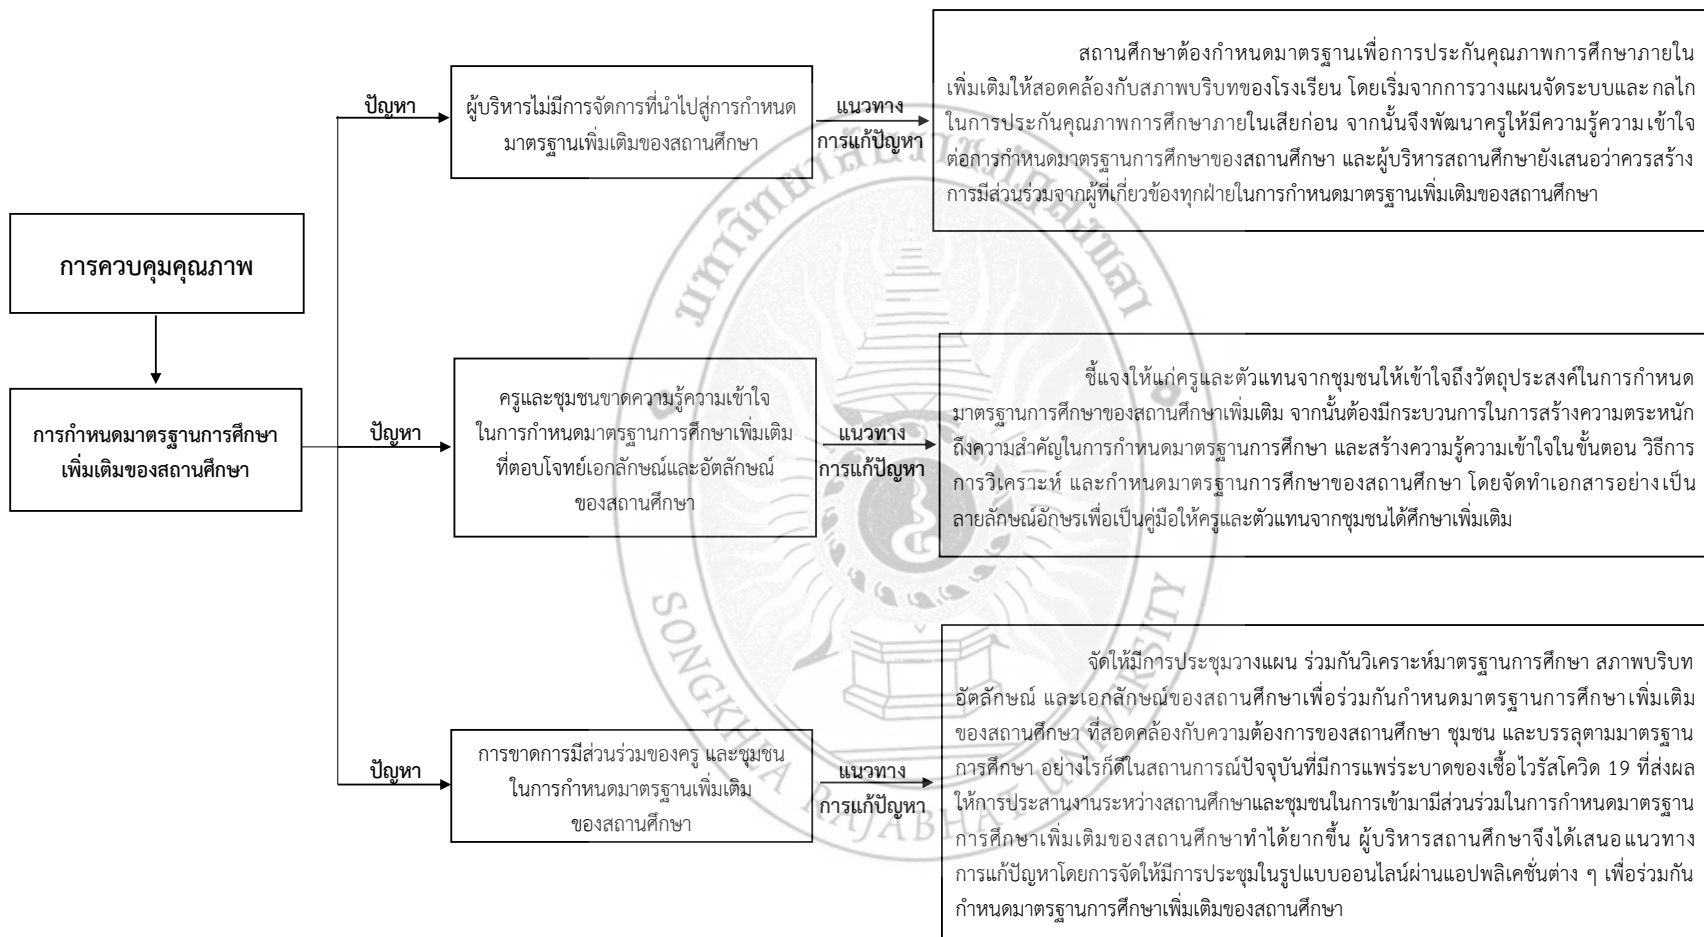 การควบคุมคุณภาพ
การกำหนดมาตรฐานการศึกษา
เพิ่มเติมของสถานศึกษา
ปัญหา
ผู้บริหารไม่มีการจัดการที่นำไปสู่การกำหนด
มาตรฐานเพิ่มเติมของสถานศึกษา
แนวทาง
การแก้ปัญหา
สถานศึกษาต้องกำหนดมาตรฐานเพื่อการประกันคุณภาพการศึกษาภายใน
เพิ่มเติมให้สอดคล้องกับสภาพบริบทของโรงเรียน โดยเริ่มจากการวางแผนจัดระบบและ กลไก
ในการประกันคุณภาพการศึกษาภายในเสียก่อน จากนั้นจึงพัฒนาครูให้มีความรู้ความเข้าใจ
ต่อการกำหนดมาตรฐานการศึกษาของสถานศึกษา และผู้บริหารสถานศึกษายังเสนอว่าควรสร้าง
การมีส่วนร่วมจากผู้ที่เกี่ยวข้องทุกฝ่ายในการกำหนดมาตรฐานเพิ่มเติมของสถานศึกษา
ปัญหา
ครูและชุมชนขาดความรู้ความเข้าใจ
ในการกำหนดมาตรฐานการศึกษาเพิ่มเติม
ที่ตอบโจทย์เอกลักษณ์และอัตลักษณ์
ของสถานศึกษา
แนวทาง
การแก้ปัญหา
ชี้แจงให้แก่ครูและตัวแทนจากชุมชนให้เข้าใจถึงวัตถุประสงค์ในการกำหนด
มาตรฐานการศึกษาของสถานศึกษาเพิ่มเติม จากนั้นต้องมีกระบวนการในการสร้างความตระหนัก
ถึงความสำคัญในการกำหนดมาตรฐานการศึกษา และสร้างความรู้ความเข้าใจในขั้นตอน วิธีการ
การวิเคราะห์ และกำหนดมาตรฐานการศึกษาของสถานศึกษา โดยจัดทำเอกสารอย่างเป็น
ลายลักษณ์อักษรเพื่อเป็นคู่มือให้ครูและตัวแทนจากชุมชนได้ศึกษาเพิ่มเติม
ปัญหา
การขาดการมีส่วนร่วมของครู และชุมชน
ในการกำหนดมาตรฐานเพิ่มเติม
ของสถานศึกษา
แนวทาง
การแก้ปัญหา
จัดให้มีการประชุมวางแผน ร่วมกันวิเคราะห์มาตรฐานการศึกษา สภาพบริบท
อัตลักษณ์ และเอกลักษณ์ของสถานศึกษาเพื่อร่วมกันกำหนดมาตรฐานการศึกษาเพิ่มเติม
ของสถานศึกษา ที่สอดคล้องกับความต้องการของสถานศึกษา ชุมชน และบรรลุตามมาตรฐาน
การศึกษา อย่างไรก็ดีในสถานการณ์ปัจจุบันที่มีการแพร่ระบาดของเชื้อไวรัสโควิด 19 ที่ส่งผล
ให้การประสานงานระหว่างสถานศึกษาและชุมชนในการเข้ามามีส่วนร่วมในการกำหนดมาตรฐาน
การศึกษาเพิ่มเติมของสถานศึกษาทำได้ยากขึ้น ผู้บริหารสถานศึกษาจึงได้เสนอแนวทาง
การแก้ปัญหาโดยการจัดให้มีการประชุมในรูปแบบออนไลน์ผ่านแอปพลิเคชั่นต่าง ๆ เพื่อร่วมกัน
กำหนดมาตรฐานการศึกษาเพิ่มเติมของสถานศึกษา
มหาวิทยาลัยราชภัฏสงขลา
SONGKHLA RAJABHAT UNIVERSITY